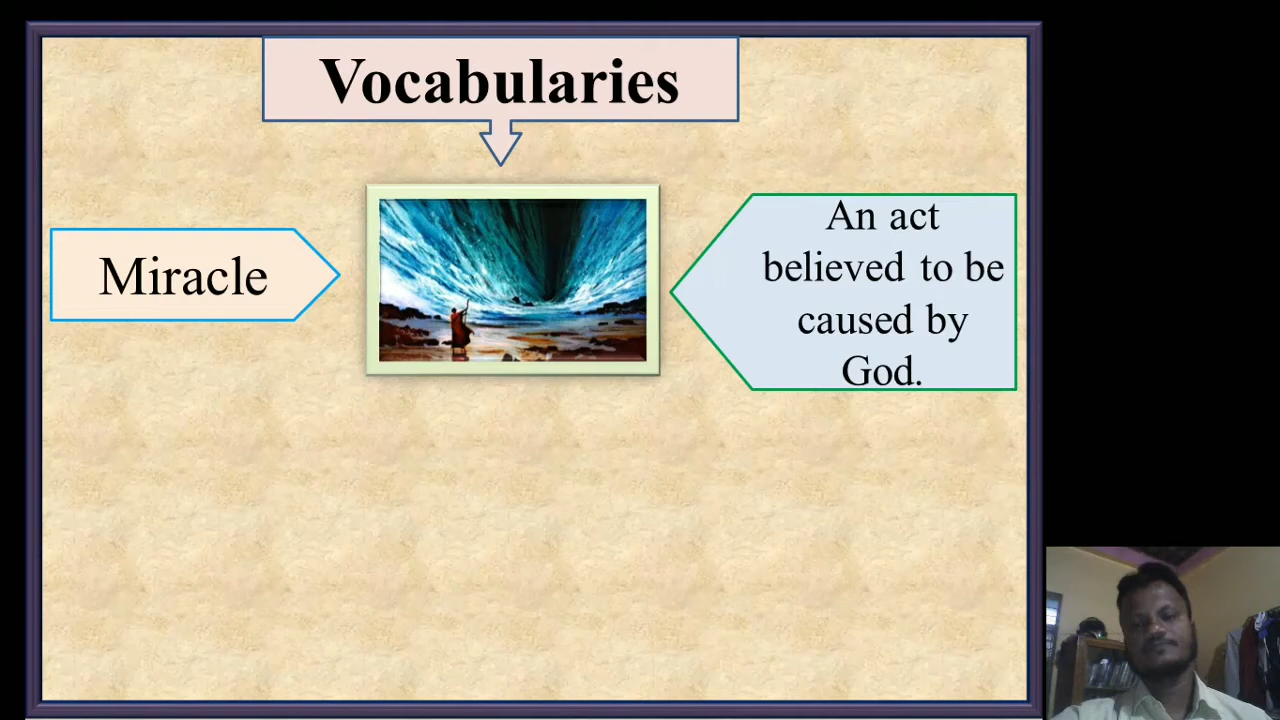 Vocabularies
Miracle
An act
believed to be
caused by
God.